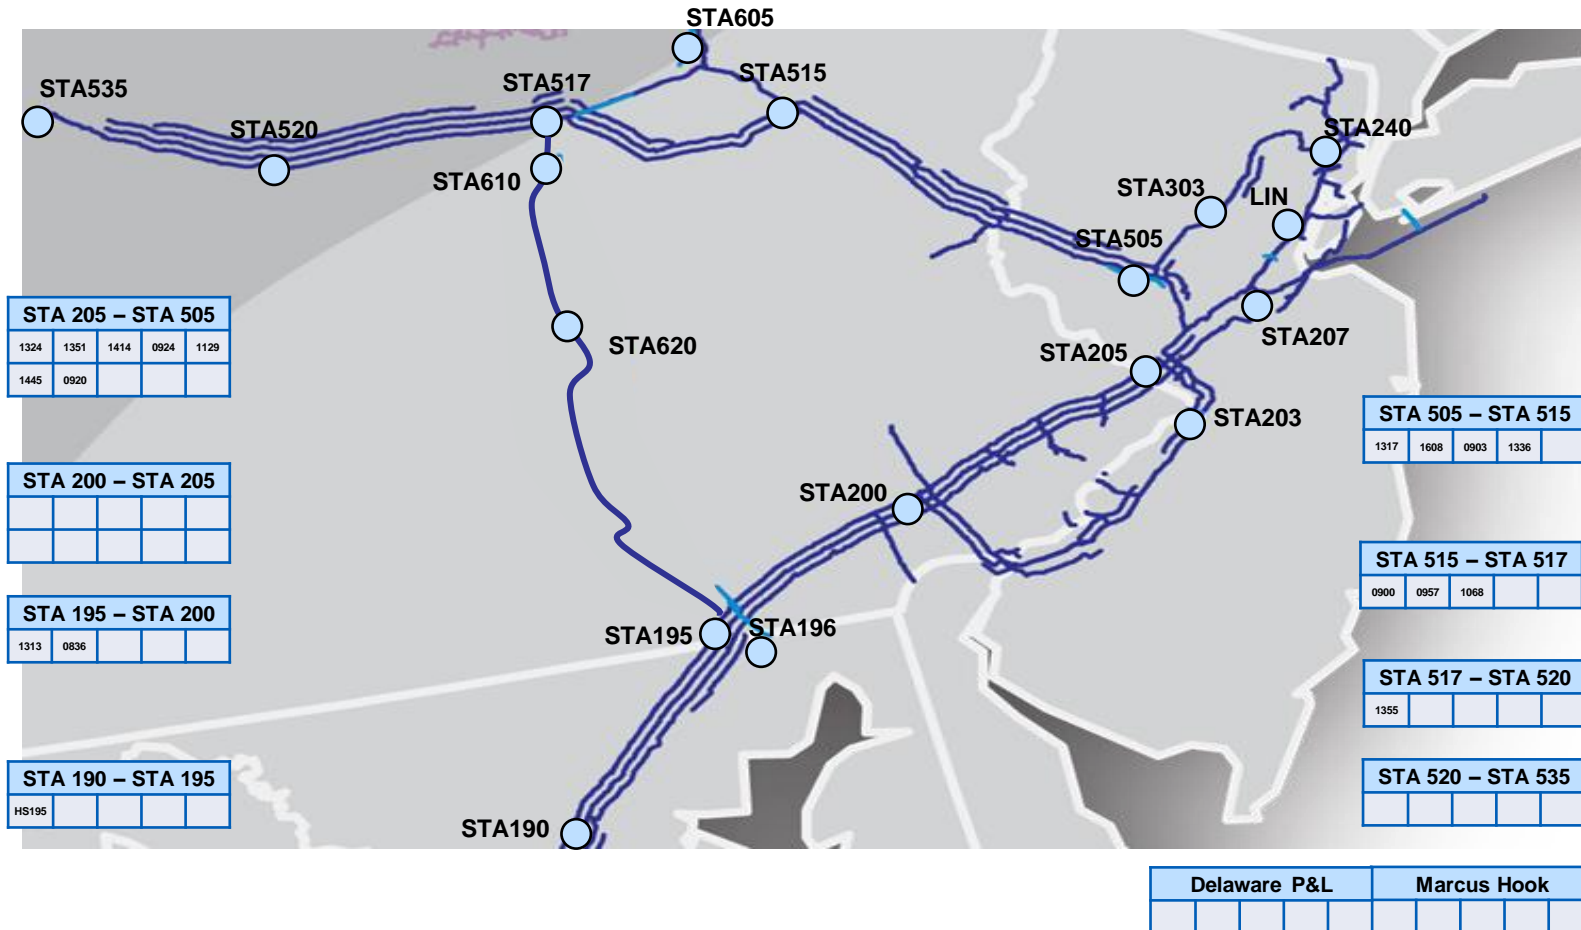 STA605
STA535
STA517
STA515
STA520
STA240
STA610
STA303
LIN
STA505
STA 205 – STA 505
1324 1351 1414 0924 1129
1445 0920
STA620
STA207
STA205
STA203
STA 505 – STA 515
1317 1608 0903 1336
STA 200 – STA 205
STA200
STA 515 – STA 517
0900 0957 1068
STA 195 – STA 200
1313 0836
STA195
STA196
STA 517 – STA 520
1355
STA 190 – STA 195
HS195
STA 520 – STA 535
STA190
Delaware P&L Marcus Hook